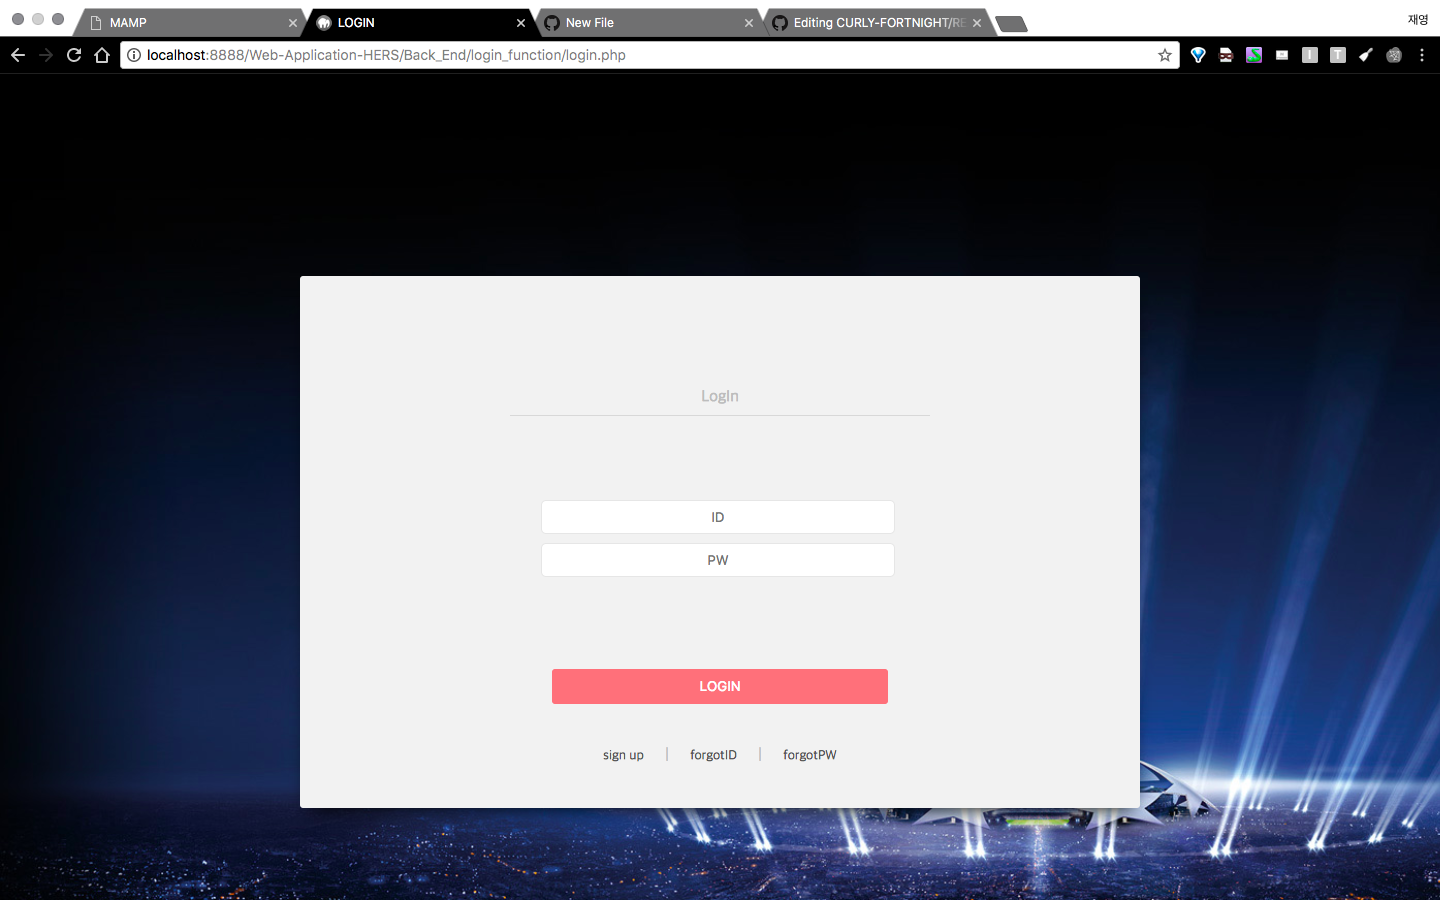 MAMP
LOGIN
New File
Editing CURLY-FORTNIGHT/RE
재영
localhost:8888/Web-Application-HERS/Back_End/login_function/login.php
I
T
LogIn
ID
PW
LOGIN
sign up | forgotID | forgotPW